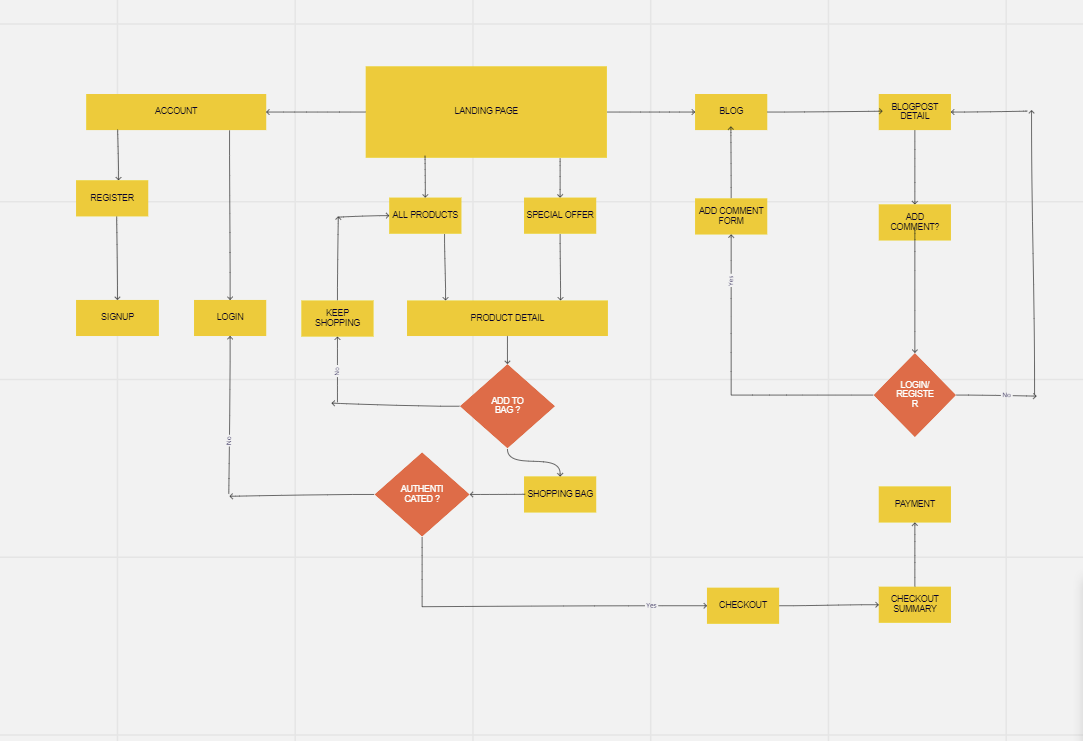 ACCOUNT
LANDING PAGE
BLOG
BLOGPOST
DETAIL
REGISTER
ALL PRODUCTS
SPECIAL OFFER
ADD COMMENT
FORM
ADD
COMMENT?
SIGNUP
LOGIN
KEEP
SHOPPING
PRODUCT DETAIL
Yes
No
ADD TO
BAG ?
LOGIN/
REGISTE
R
No
No
AUTHENTI
CATED ?
SHOPPING BAG
PAYMENT
Yes
CHECKOUT
CHECKOUT
SUMMARY